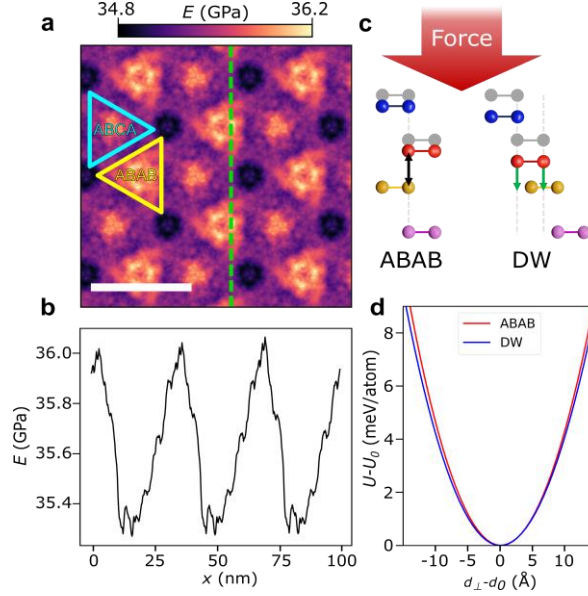 E (GPa)
34.8 36.2
a
ABCA
ABAB
c
Force
ABAB DW
b
E (GPa)
36.0
35.8
35.6
35.4
0 25 50 75 100
x (nm)
d
U-U0 (meV/atom)
ABAB
DW
8
6
4
2
0
-10 -5 0 5 10
d⊥-d0 (Å)